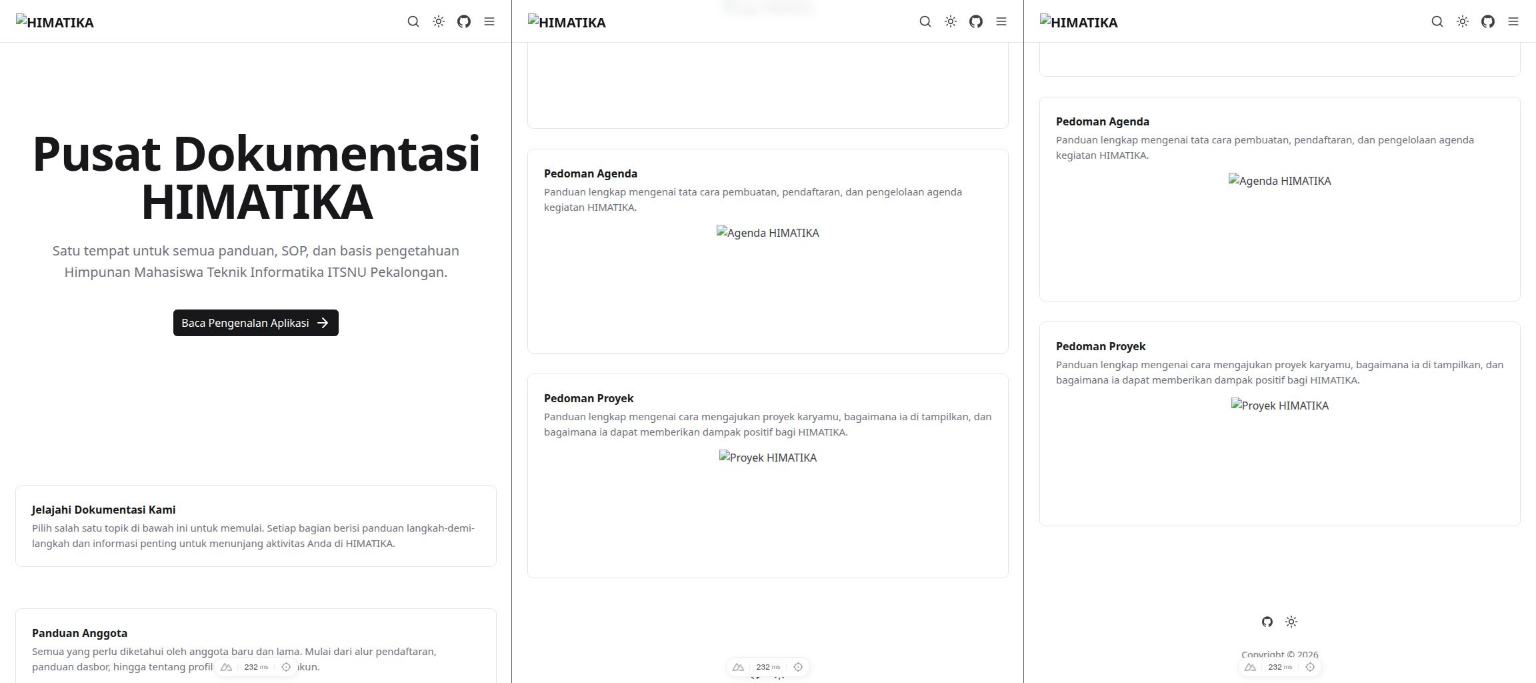 HIMATIKA
Pusat Dokumentasi
HIMATIKA
Satu tempat untuk semua panduan, SOP, dan basis pengetahuan
Himpunan Mahasiswa Teknik Informatika ITSNU Pekalongan.
Baca Pengenalan Aplikasi
Jelajahi Dokumentasi Kami
Pilih salah satu topik di bawah ini untuk memulai. Setiap bagian berisi panduan langkah-demi-
langkah dan informasi penting untuk menunjang aktivitas Anda di HIMATIKA.
Panduan Anggota
Semua yang perlu diketahui oleh anggota baru dan lama. Mulai dari alur pendaftaran,
panduan dasbor, hingga tentang profil
232 ms
HIMATIKA
Pedoman Agenda
Panduan lengkap mengenai tata cara pembuatan, pendaftaran, dan pengelolaan agenda
kegiatan HIMATIKA.
Agenda HIMATIKA
Pedoman Proyek
Panduan lengkap mengenai cara mengajukan proyek karyamu, bagaimana ia di tampilkan, dan
bagaimana ia dapat memberikan dampak positif bagi HIMATIKA.
Proyek HIMATIKA
232 ms
HIMATIKA
Pedoman Agenda
Panduan lengkap mengenai tata cara pembuatan, pendaftaran, dan pengelolaan agenda
kegiatan HIMATIKA.
Agenda HIMATIKA
Pedoman Proyek
Panduan lengkap mengenai cara mengajukan proyek karyamu, bagaimana ia di tampilkan, dan
bagaimana ia dapat memberikan dampak positif bagi HIMATIKA.
Proyek HIMATIKA
Copyright © 2026
232 ms